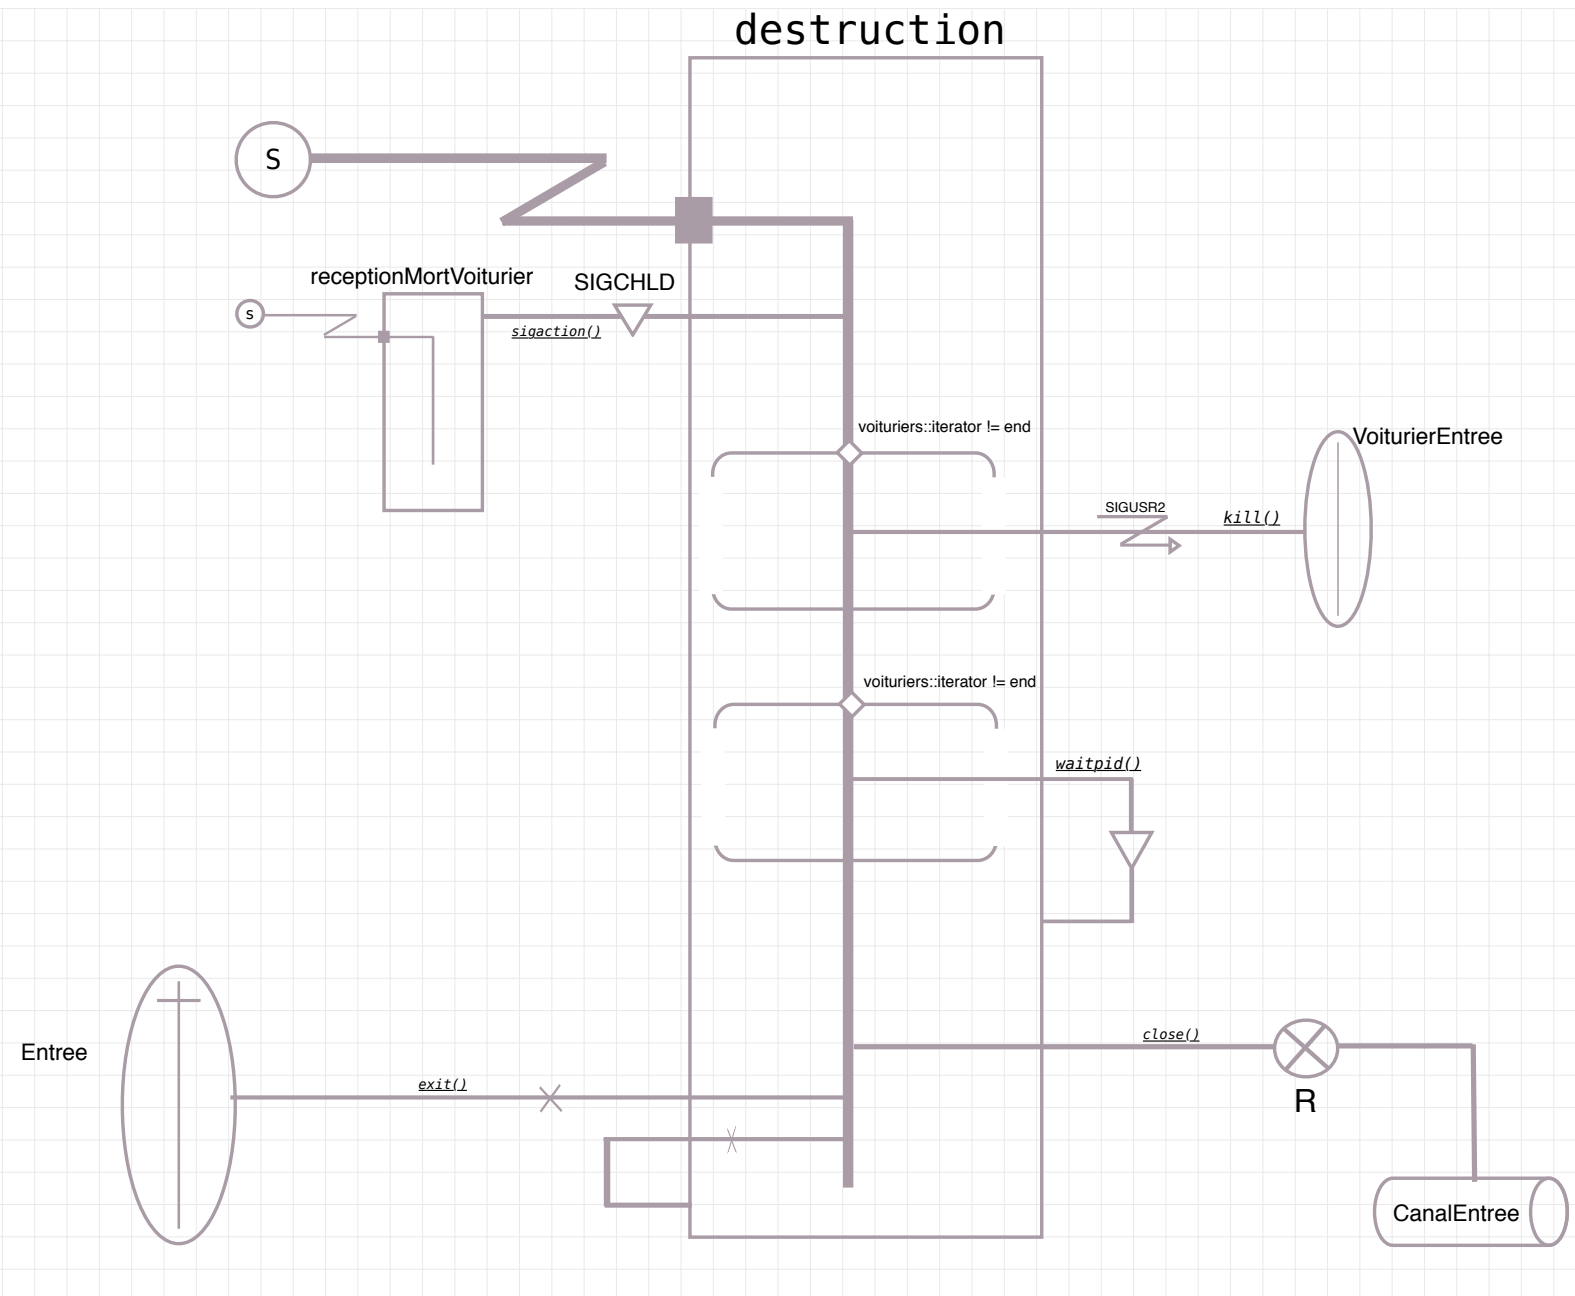 destruction
S
receptionMortVoiturier
SIGCHLD
s
sigaction()
voituriers::iterator != end
VoiturierEntree
SIGUSR2
kill()
voituriers::iterator != end
waitpid()
close()
Entree
exit()
R
CanalEntree